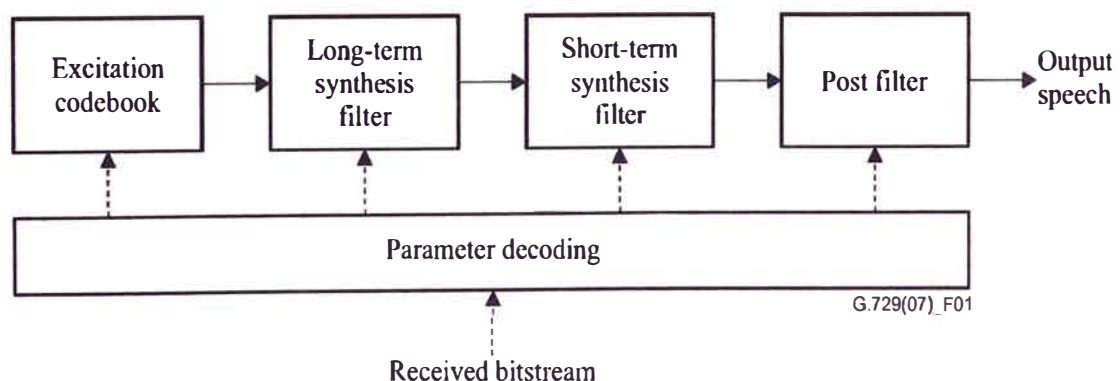 Excitation
codebook
Long-term
synthesis
filter
Short-term
synthesis
filter
Post filter
Output
speech
Parameter decoding
G.729(07)_F01
Received bitstream